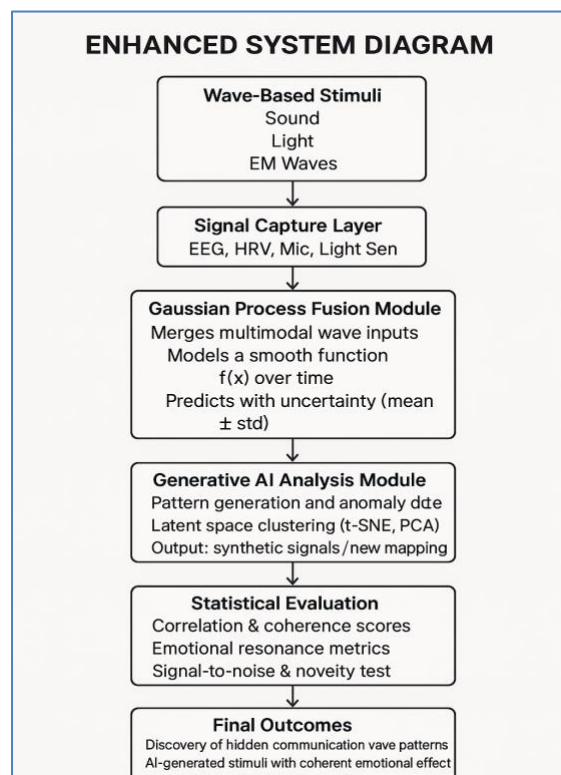 ENHANCED SYSTEM DIAGRAM
Wave-Based Stimuli
Sound
Light
EM Waves
Signal Capture Layer
EEG, HRV, Mic, Light Sen
Gaussian Process Fusion Module
Merges multimodal wave inputs
Models a smooth function
f(x) over time
Predicts with uncertainty (mean
± std)
Generative AI Analysis Module
Pattern generation and anomaly dɑte
Latent space clustering (t-SNE, PCA)
Output: synthetic signals/new mapping
Statistical Evaluation
Correlation & coherence scores
Emotional resonance metrics
Signal-to-noise & noveity test
Final Outcomes
Discovery of hidden communication vave patterns
AI-generated stimuli with coherent emotional effect